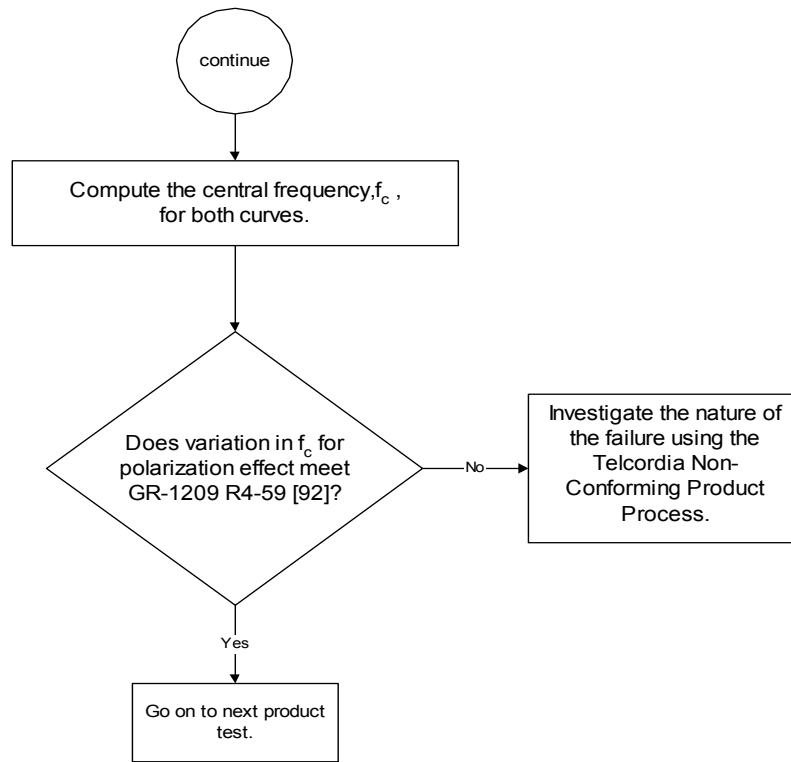 continue
Compute the central frequency,fc ,
for both curves.
Does variation in fc for
polarization effect meet
GR-1209 R4-59 [92]?
No
Investigate the nature of
the failure using the
Telcordia Non-
Conforming Product
Process.
Yes
Go on to next product
test.